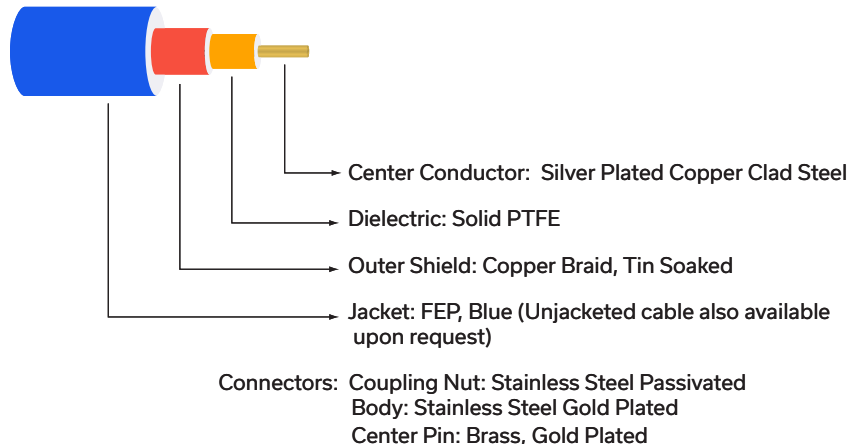 Center Conductor: Silver Plated Copper Clad Steel
Dielectric: Solid PTFE
Outer Shield: Copper Braid, Tin Soaked
Jacket: FEP, Blue (Unjacketed cable also available
upon request)
Connectors: Coupling Nut: Stainless Steel Passivated
Body: Stainless Steel Gold Plated
Center Pin: Brass, Gold Plated